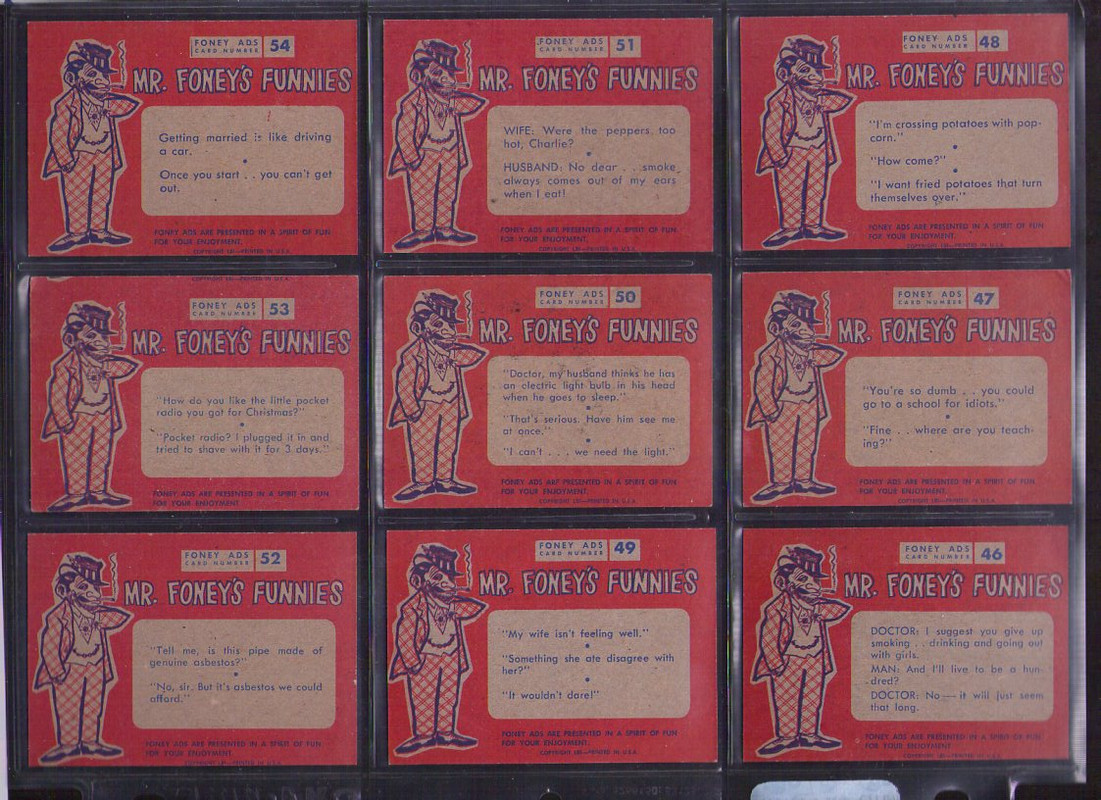 FONEY ADS
CARD NUMBER 54
MR. FONEY'S FUNNIES
Getting married is like driving
a car.
Once you start . . you can't get
out.
FONEY ADS ARE PRESENTED IN A SPIRIT OF FUN
FOR YOUR ENJOYMENT.
PRINTED IN U.S.A.
FONEY ADS
CARD NUMBER 51
MR. FONEY'S FUNNIES
WIFE: Were the peppers too
hot, Charlie?
HUSBAND: No dear . . smoke
always comes out of my ears
when I eat!
FONEY ADS ARE PRESENTED IN A SPIRIT OF FUN
FOR YOUR ENJOYMENT.
PRINTED IN U.S.A.
FONEY ADS
CARD NUMBER 48
MR. FONEY'S FUNNIES
"I'm crossing potatoes with pop-
corn."
"How come?"
"I want fried potatoes that turn
themselves over."
FONEY ADS ARE PRESENTED IN A SPIRIT OF FUN
FOR YOUR ENJOYMENT.
PRINTED IN U.S.A.
FONEY ADS
CARD NUMBER 53
MR. FONEY'S FUNNIES
"How do you like the little pocket
radio you got for Christmas?"
"Pocket radio? I plugged it in and
tried to shave with it for 3 days."
FONEY ADS ARE PRESENTED IN A SPIRIT OF FUN
FOR YOUR ENJOYMENT.
FONEY ADS
CARD NUMBER 50
MR. FONEY'S FUNNIES
"Doctor, my husband thinks he has
an electric light bulb in his head
when he goes to sleep."
"That's serious. Have him see me
at once."
"I can't . . . we need the light."
FONEY ADS ARE PRESENTED IN A SPIRIT OF FUN
FOR YOUR ENJOYMENT.
PRINTED IN U.S.A.
FONEY ADS
CARD NUMBER 47
MR. FONEY'S FUNNIES
"You're so dumb . . you could
go to a school for idiots."
"Fine . . where are you teach-
ing?"
FONEY ADS ARE PRESENTED IN A SPIRIT OF FUN
FOR YOUR ENJOYMENT.
PRINTED IN U.S.A.
FONEY ADS
CARD NUMBER 52
MR. FONEY'S FUNNIES
"Tell me, is this pipe made of
genuine asbestos?"
"No, sir. But it's asbestos we could
afford."
FONEY ADS ARE PRESENTED IN A SPIRIT OF FUN
FOR YOUR ENJOYMENT.
PRINTED IN U.S.A.
FONEY ADS
CARD NUMBER 49
MR. FONEY'S FUNNIES
"My wife isn't feeling well."
"Something she ate disagree with
her?"
"It wouldn't dare!"
FONEY ADS ARE PRESENTED IN A SPIRIT OF FUN
FOR YOUR ENJOYMENT.
PRINTED IN U.S.A.
FONEY ADS
CARD NUMBER 46
MR. FONEY'S FUNNIES
DOCTOR: I suggest you give up
smoking . . drinking and going out
with girls.
MAN: And I'll live to be a hun-
dred?
DOCTOR: No — it will just seem
that long.
FONEY ADS ARE PRESENTED IN A SPIRIT OR FUN
FOR YOUR ENJOYMENT.
PRINTED IN U.S.A.